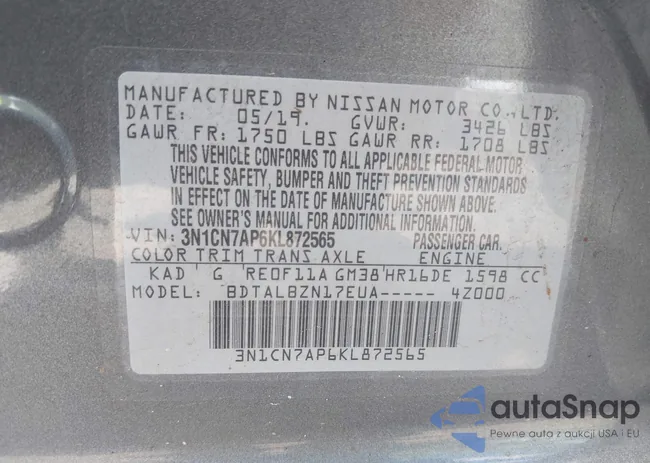 MANUFACTURED BY NISSAN MOTOR CO.,LTD.
DATE: 05/19. GVWR: 3426 LBS
GAWR FR: 1750 LBS GAWR RR: 1708 LBS
THIS VEHICLE CONFORMS TO ALL APPLICABLE FEDERAL MOTOR
VEHICLE SAFETY, BUMPER AND THEFT PREVENTION STANDARDS
IN EFFECT ON THE DATE OF MANUFACTURE SHOWN ABOVE.
SEE OWNER'S MANUAL FOR ADDITIONAL INFORMATION.
VIN: 3N1CN7AP6KL872565 PASSENGER CAR.
COLOR TRIM TRANS AXLE ENGINE
KAD G RE0F11A GM38 HR16DE 1598 CC
MODEL: BDTALBZN17EUA----- 4Z000
3N1CN7AP6KL872565
autaSnap
Pewne auta z aukcji USA i EU